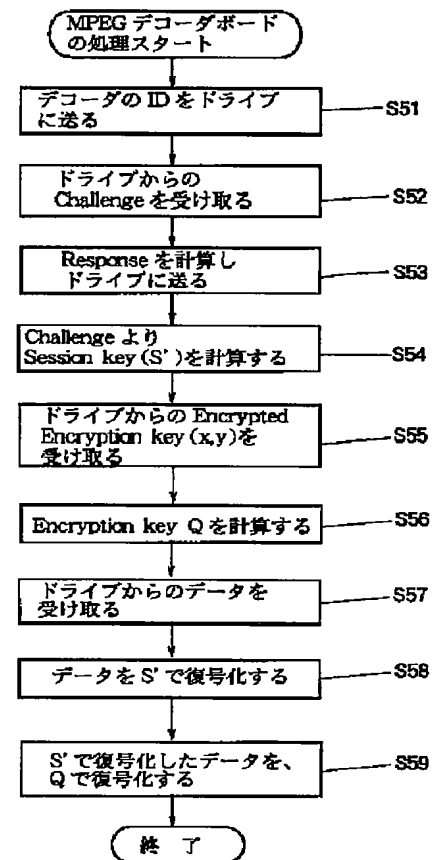 MPEG デコーダボード
の処理スタート
デコーダの ID をドライブ
に送る
S51
ドライブからの
Challenge を受け取る
S52
Response を計算し
ドライブに送る
S53
Challenge より
Session key (S')を計算する
S54
ドライブからの Encrypted
Encryption key (x,y)を
受け取る
S55
Encryption key Q を計算する
S56
ドライブからのデータを
受け取る
S57
データを S' で復号化する
S58
S' で復号化したデータを、
Q で復号化する
S59
終 了